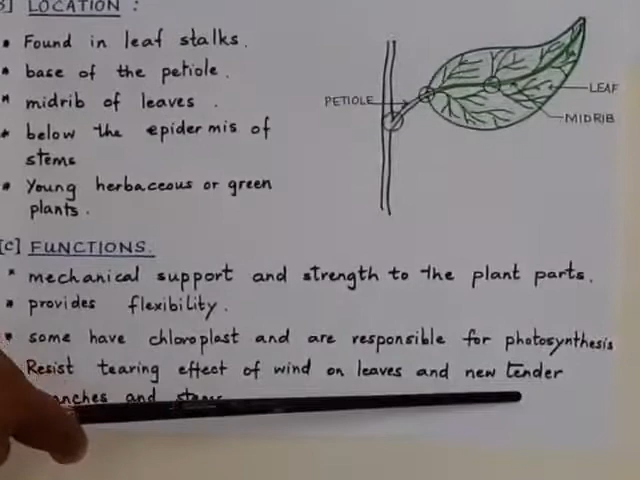 B] LOCATION :
Found in leaf stalks.
base of the petiole.
midrib of leaves.
below the epidermis of
stems
Young herbaceous or green
plants.
PETIOLE
LEAF
MIDRIB
[C] FUNCTIONS.
mechanical support and strength to the plant parts.
provides flexibility.
some have chloroplast and are responsible for photosynthesis
Resist tearing effect of wind on leaves and new tender
and